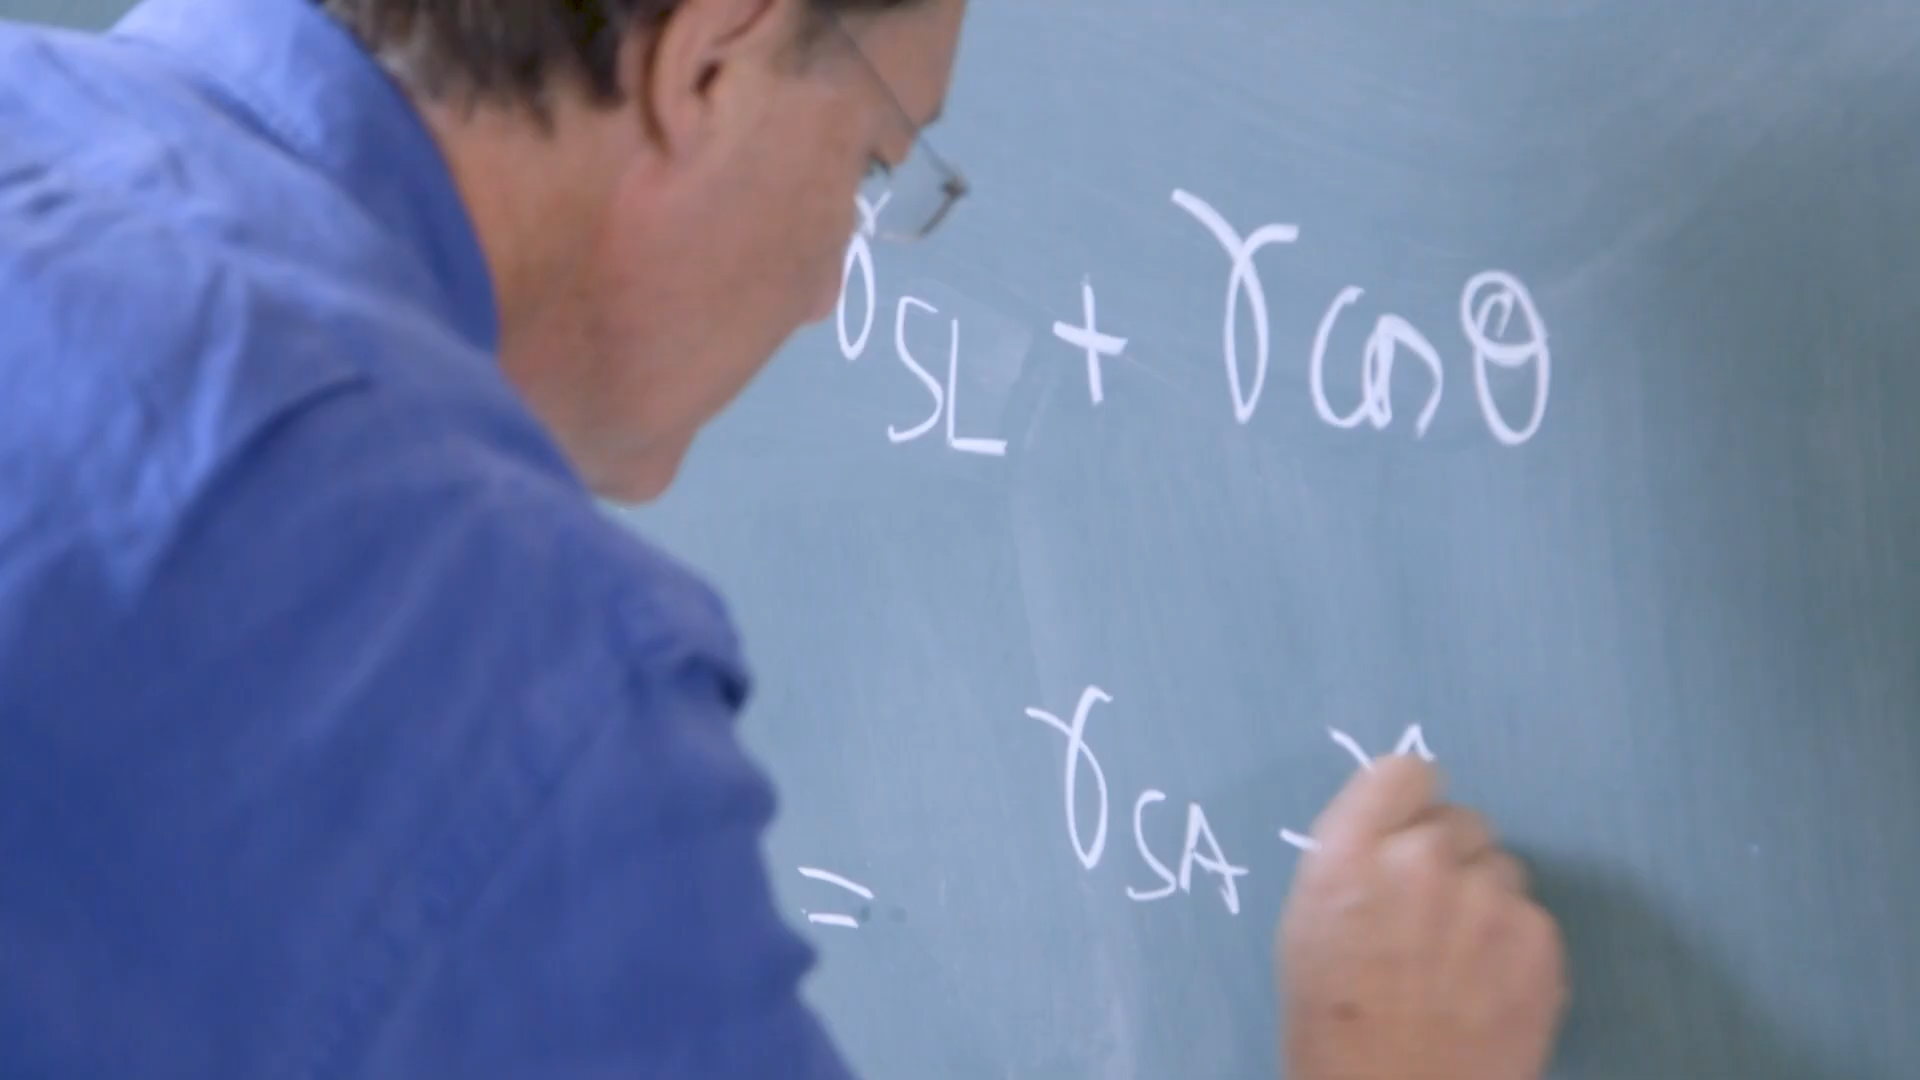 γSL + γ cos θ
= γSA - γ